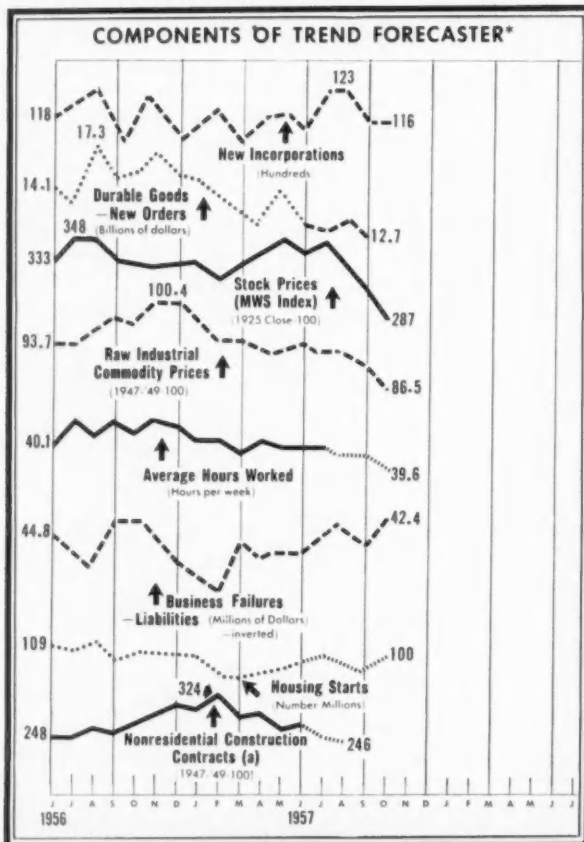 COMPONENTS OF TREND FORECASTER*
123
118
116
New Incorporations
(Hundreds
17.3
14.1
Durable Goods
—New Orders
(Billions of dollars)
12.7
348
333
Stock Prices
(MWS Index)
(1925 Close-100)
287
100.4
93.7
Raw Industrial
Commodity Prices
(1947-'49-100)
86.5
40.1
Average Hours Worked
(Hours per week)
39.6
44.8
42.4
Business Failures
—Liabilities (Millions of Dollars)
—inverted)
109
100
Housing Starts
(Number Millions)
324
248
246
Nonresidential Construction
Contracts (a)
1947-'49-100)
J J A S O N D J F M A M J J A S O N D J F M A M J J
1956 1957